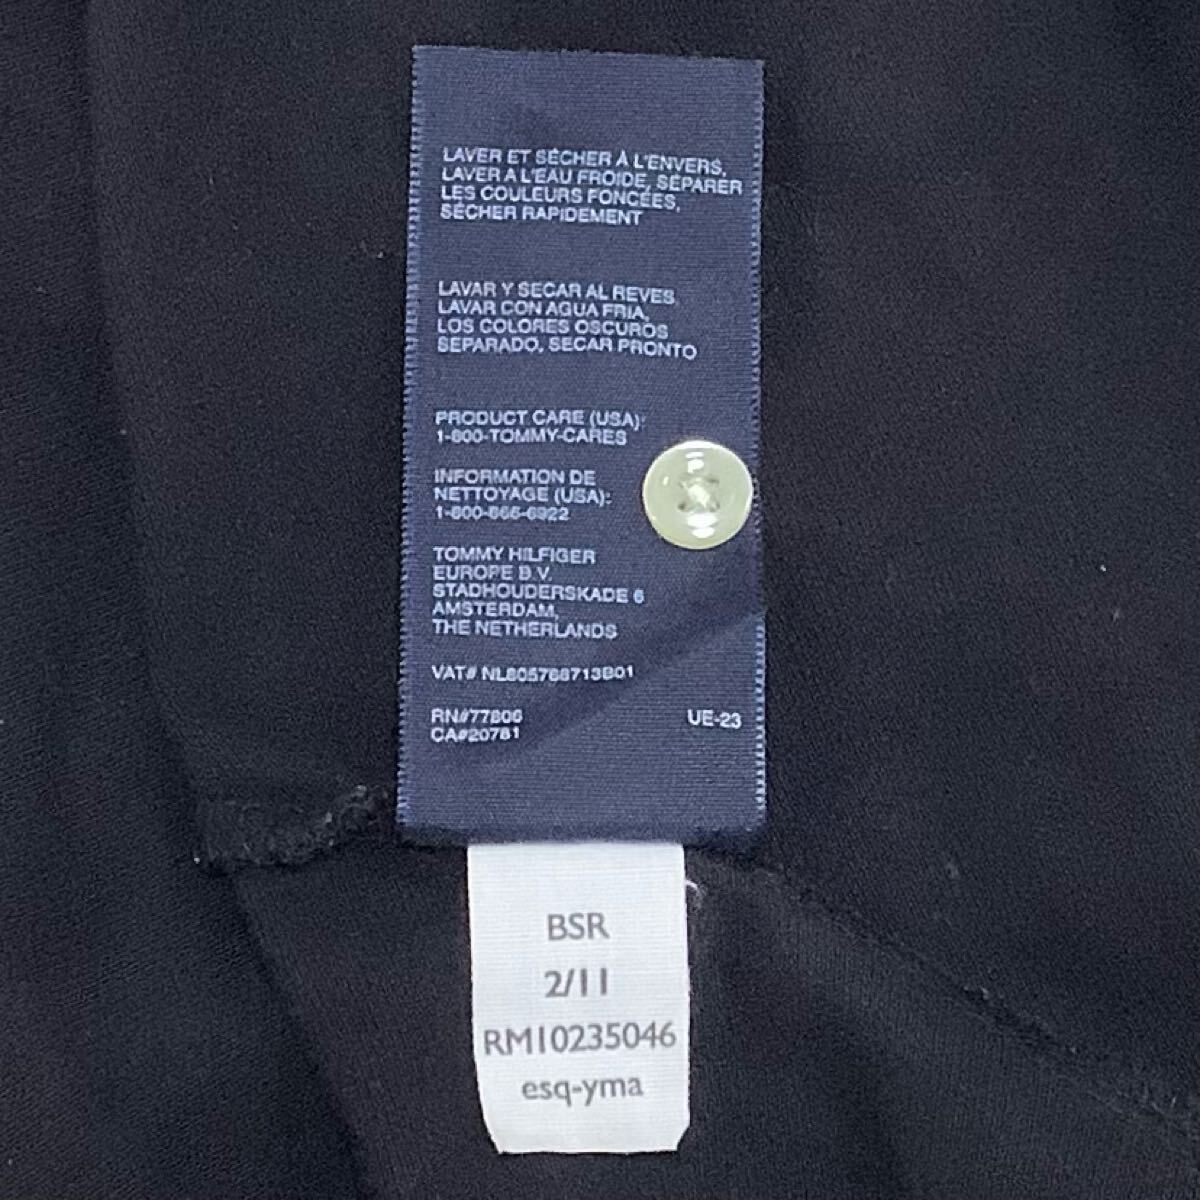 LAVER ET SÉCHER À L'ENVERS,
LAVER A L'EAU FROIDE, SÉPARER
LES COULEURS FONCÉES,
SÉCHER RAPIDEMENT
LAVAR Y SECAR AL REVES
LAVAR CON AGUA FRIA,
LOS COLORES OSCUROS
SEPARADO, SECAR PRONTO
PRODUCT CARE (USA):
1-800-TOMMY-CARES
INFORMATION DE
NETTOYAGE (USA):
1-800-866-6922
TOMMY HILFIGER
EUROPE B.V.
STADHOUDERSKADE 6
AMSTERDAM,
THE NETHERLANDS
VAT# NL805768713B01
RN#77806
CA#20781
UE-23
BSR
2/11
RM10235046
esq-yma